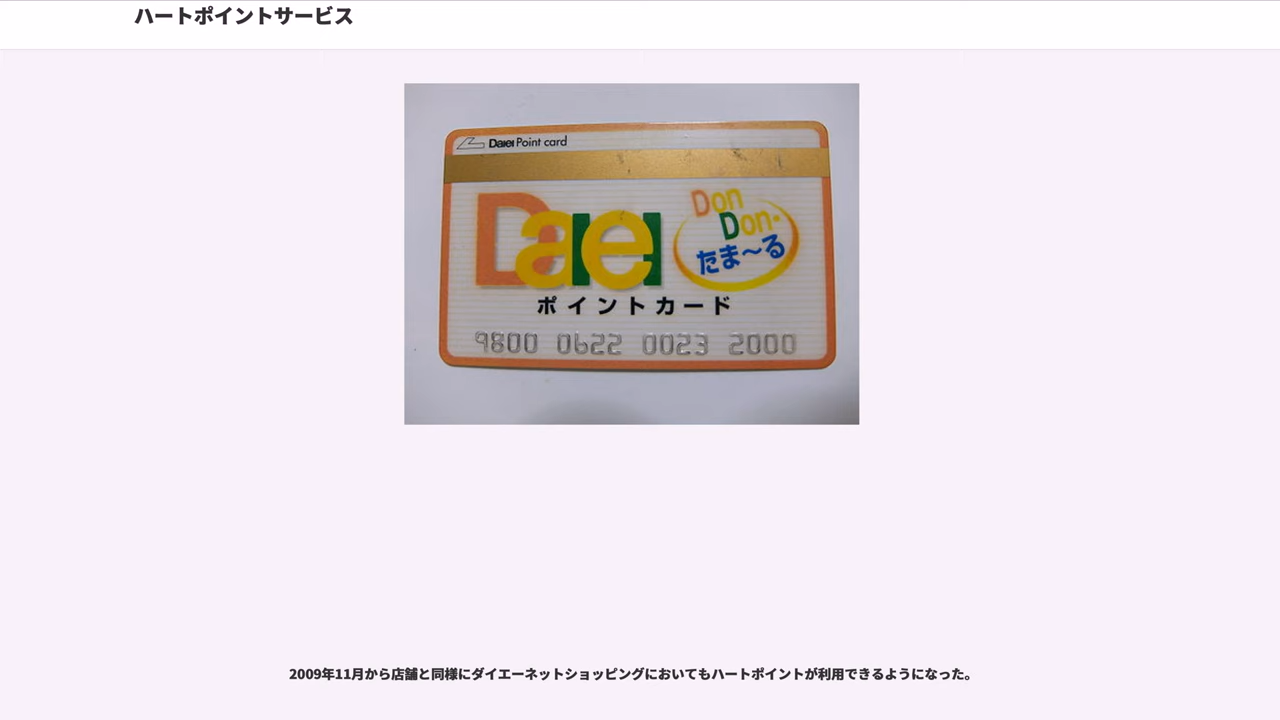 ハートポイントサービス
Daiei Point card
Daiei
Don
Don・
たま～る
ポイントカード
2009年11月から店舗と同様にダイエーネットショッピングにおいてもハートポイントが利用できるようになった。